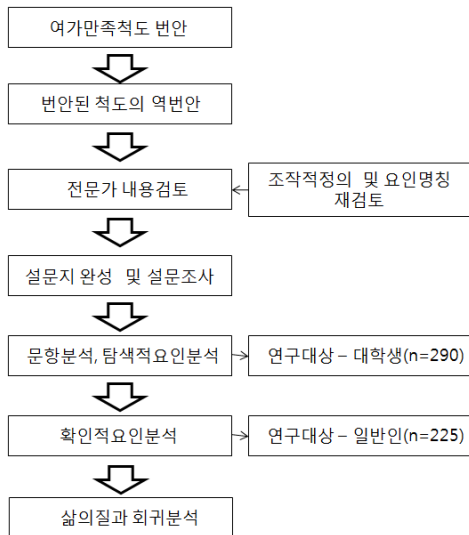 여가만족척도 번안
번안된 척도의 역번안
전문가 내용검토
조작적정의 및 요인명칭
재검토
설문지 완성 및 설문조사
문항분석, 탐색적요인분석
연구대상 – 대학생(n=290)
확인적요인분석
연구대상 – 일반인(n=225)
삶의질과 회귀분석